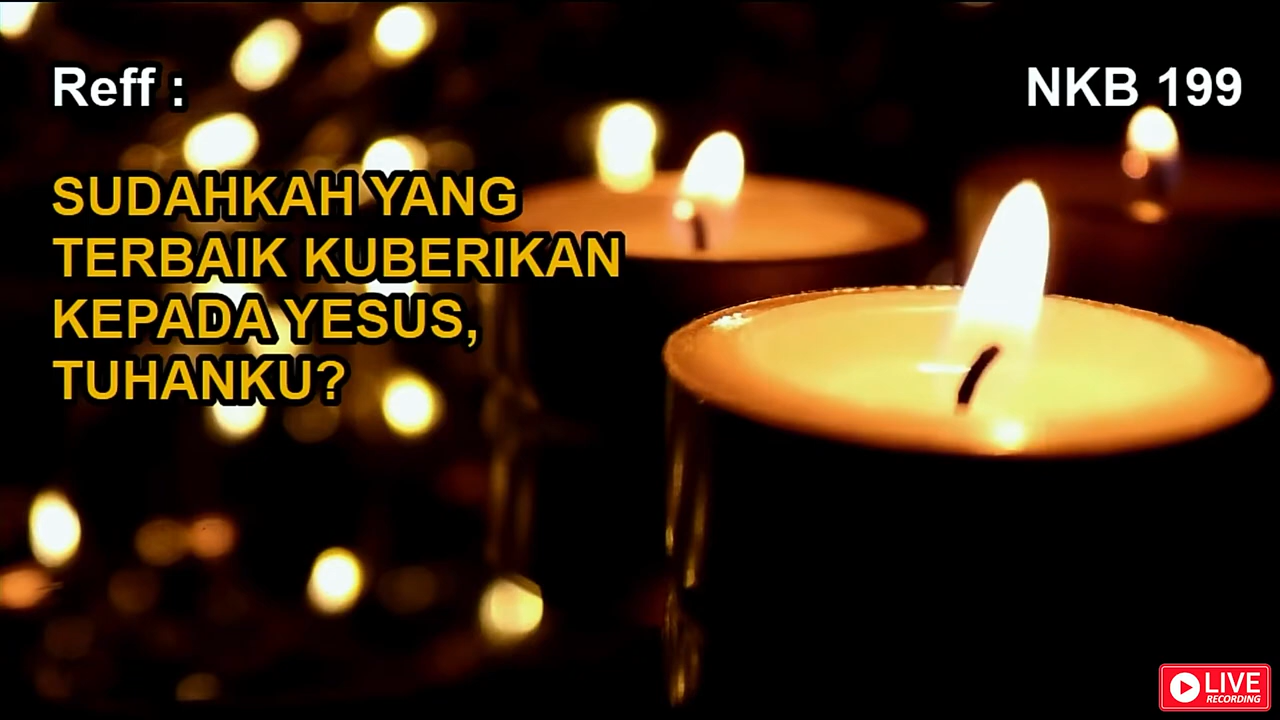 Reff :
NKB 199
SUDAHKAH YANG
TERBAIK KUBERIKAN
KEPADA YESUS,
TUHANKU?
LIVE
RECORDING